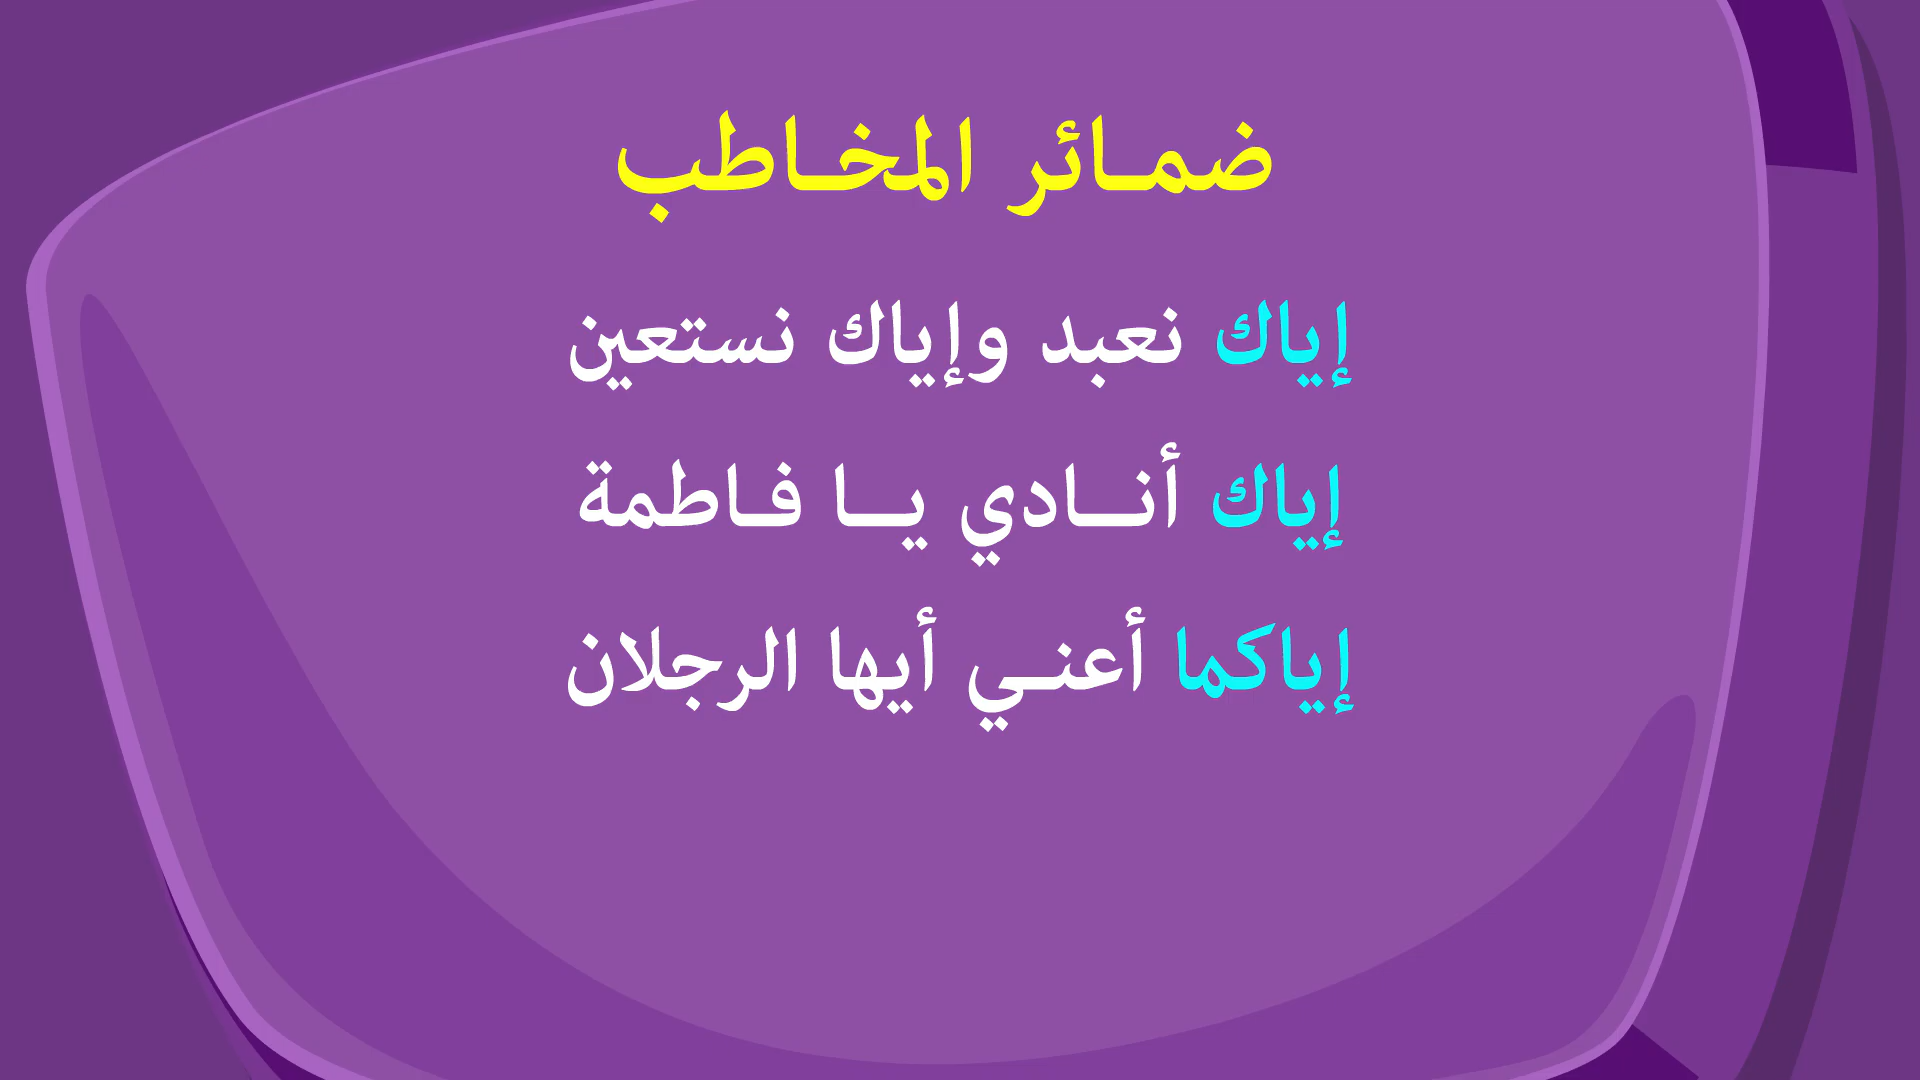 ضمائر المخاطب
إياك نعبد وإياك نستعين
إياك أنادي يا فاطمة
إياكما أعني أيها الرجلان